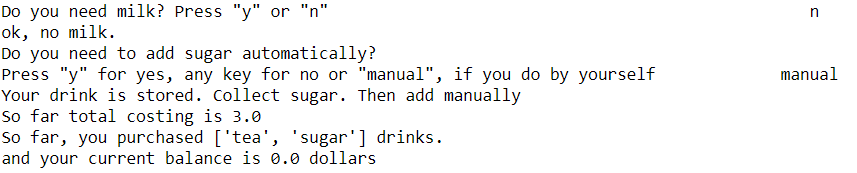 Do you need milk? Press "y" or "n" n
ok, no milk.
Do you need to add sugar automatically?
Press "y" for yes, any key for no or "manual", if you do by yourself manual
Your drink is stored. Collect sugar. Then add manually
So far total costing is 3.0
So far, you purchased ['tea', 'sugar'] drinks.
and your current balance is 0.0 dollars